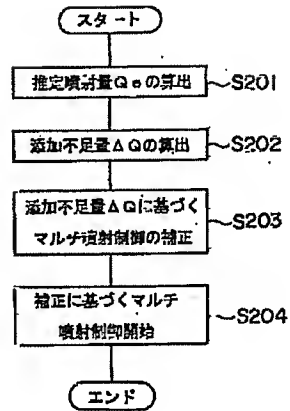 スタート
推定噴射量Qeの算出
S201
添加不足量ΔQの算出
S202
添加不足量ΔQに基づく
マルチ噴射制御の補正
S203
補正に基づくマルチ
噴射制御開始
S204
エンド